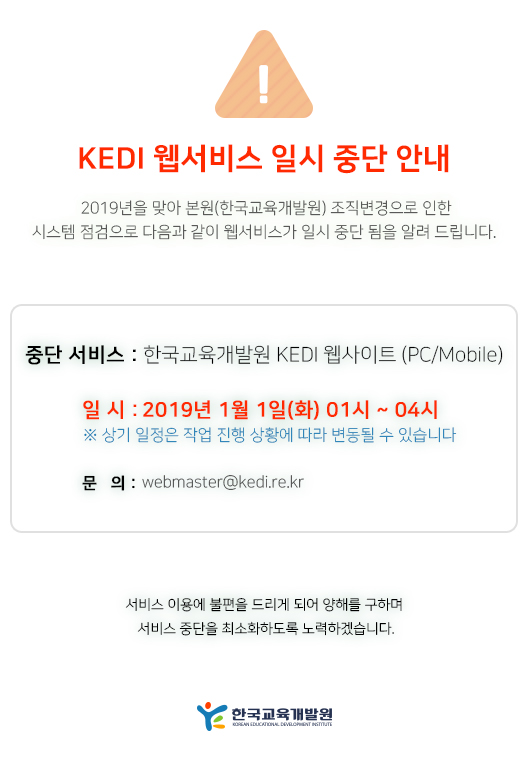 KEDI 웹서비스 일시 중단 안내
2019년을 맞아 본원(한국교육개발원) 조직변경으로 인한
시스템 점검으로 다음과 같이 웹서비스가 일시 중단 됨을 알려 드립니다.
중단 서비스 : 한국교육개발원 KEDI 웹사이트 (PC/Mobile)
일 시 : 2019년 1월 1일(화) 01시 ~ 04시
※ 상기 일정은 작업 진행 상황에 따라 변동될 수 있습니다
문 의 : webmaster@kedi.re.kr
서비스 이용에 불편을 드리게 되어 양해를 구하며
서비스 중단을 최소화하도록 노력하겠습니다.
한국교육개발원
KOREAN EDUCATIONAL DEVELOPMENT INSTITUTE